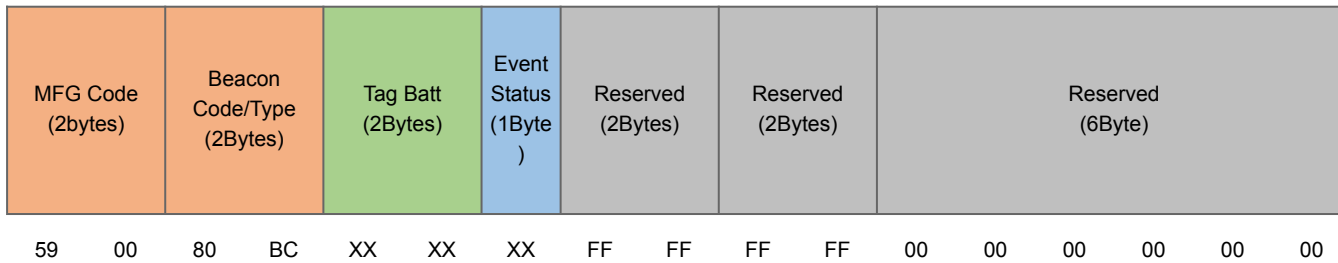 MFG Code
(2bytes)
Beacon
Code/Type
(2Bytes)
Tag Batt
(2Bytes)
Event
Status
(1Byte
)
Reserved
(2Bytes)
Reserved
(2Bytes)
Reserved
(6Byte)
59 00 80 BC XX XX XX FF FF FF FF 00 00 00 00 00 00